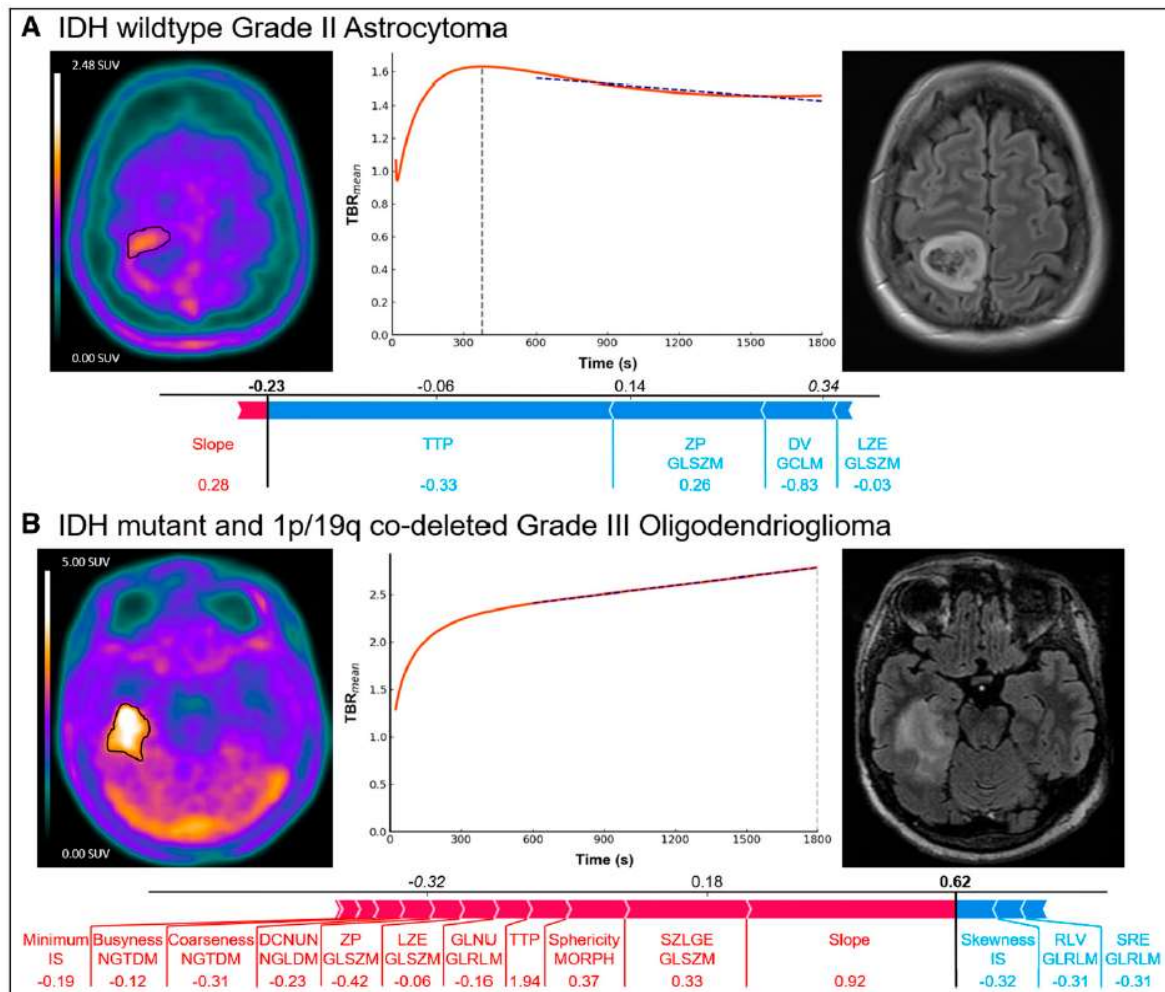 A IDH wildtype Grade II Astrocytoma
2.48 SUV
0.00 SUV
TBRmean
1.6
1.4
1.2
1.0
0.8
0.6
0.4
0.2
0.0
0 300 600 900 1200 1500 1800
Time (s)
-0.23 -0.06 0.14 0.34
Slope TTP ZP DV LZE
GLSZM GCLM GLSZM
0.28 -0.33 0.26 -0.83 -0.03
B IDH mutant and 1p/19q co-deleted Grade III Oligodendrioglioma
5.00 SUV
0.00 SUV
TBRmean
2.5
2.0
1.5
1.0
0.5
0.0
0 300 600 900 1200 1500 1800
Time (s)
-0.32 0.18 0.62
Minimum Busyness Coarseness DCNUN ZP LZE GLNU TTP Sphericity SZLGE Slope Skewness RLV SRE
IS NGTDM NGTDM NGLDM GLSZM GLSZM GLRLM MORPH GLSZM IS GLRLM GLRLM
-0.19 -0.12 -0.31 -0.23 -0.42 -0.06 -0.16 1.94 0.37 0.33 0.92 -0.32 -0.31 -0.31